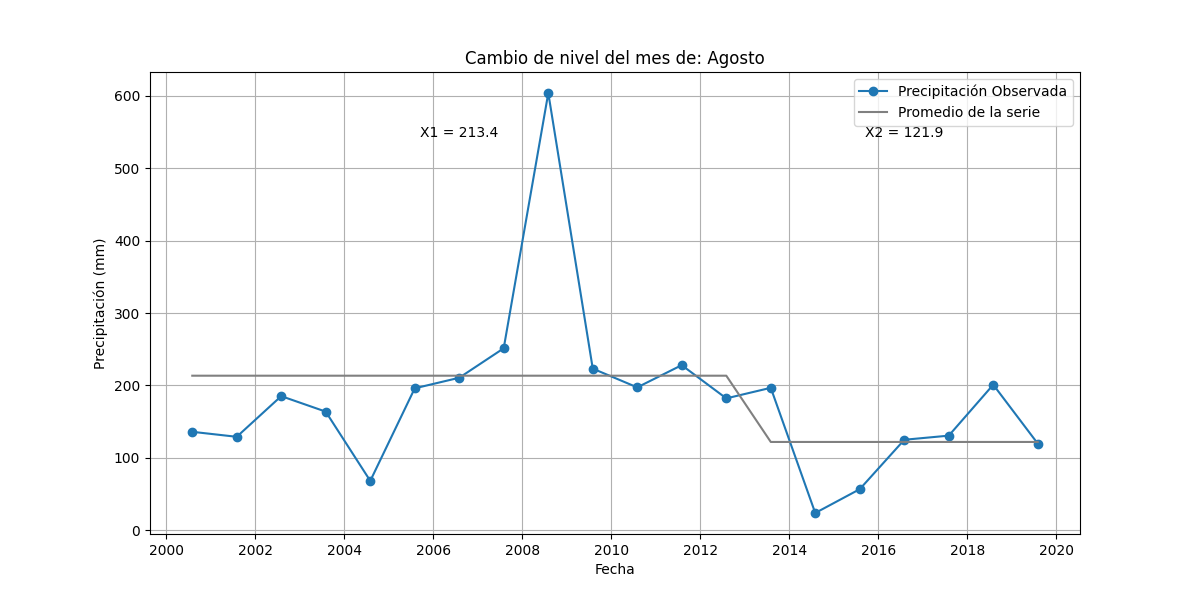 Cambio de nivel del mes de: Agosto
Precipitación Observada
Promedio de la serie
X1 = 213.4
X2 = 121.9
Precipitación (mm)
600
500
400
300
200
100
0
2000 2002 2004 2006 2008 2010 2012 2014 2016 2018 2020
Fecha